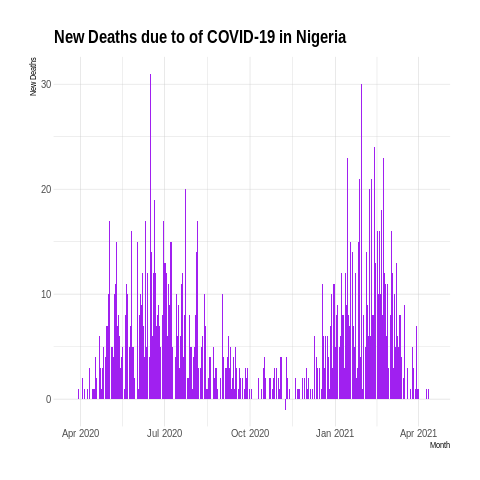 New Deaths due to of COVID-19 in Nigeria
New Deaths
30
20
10
0
Apr 2020
Jul 2020
Oct 2020
Jan 2021
Apr 2021
Month